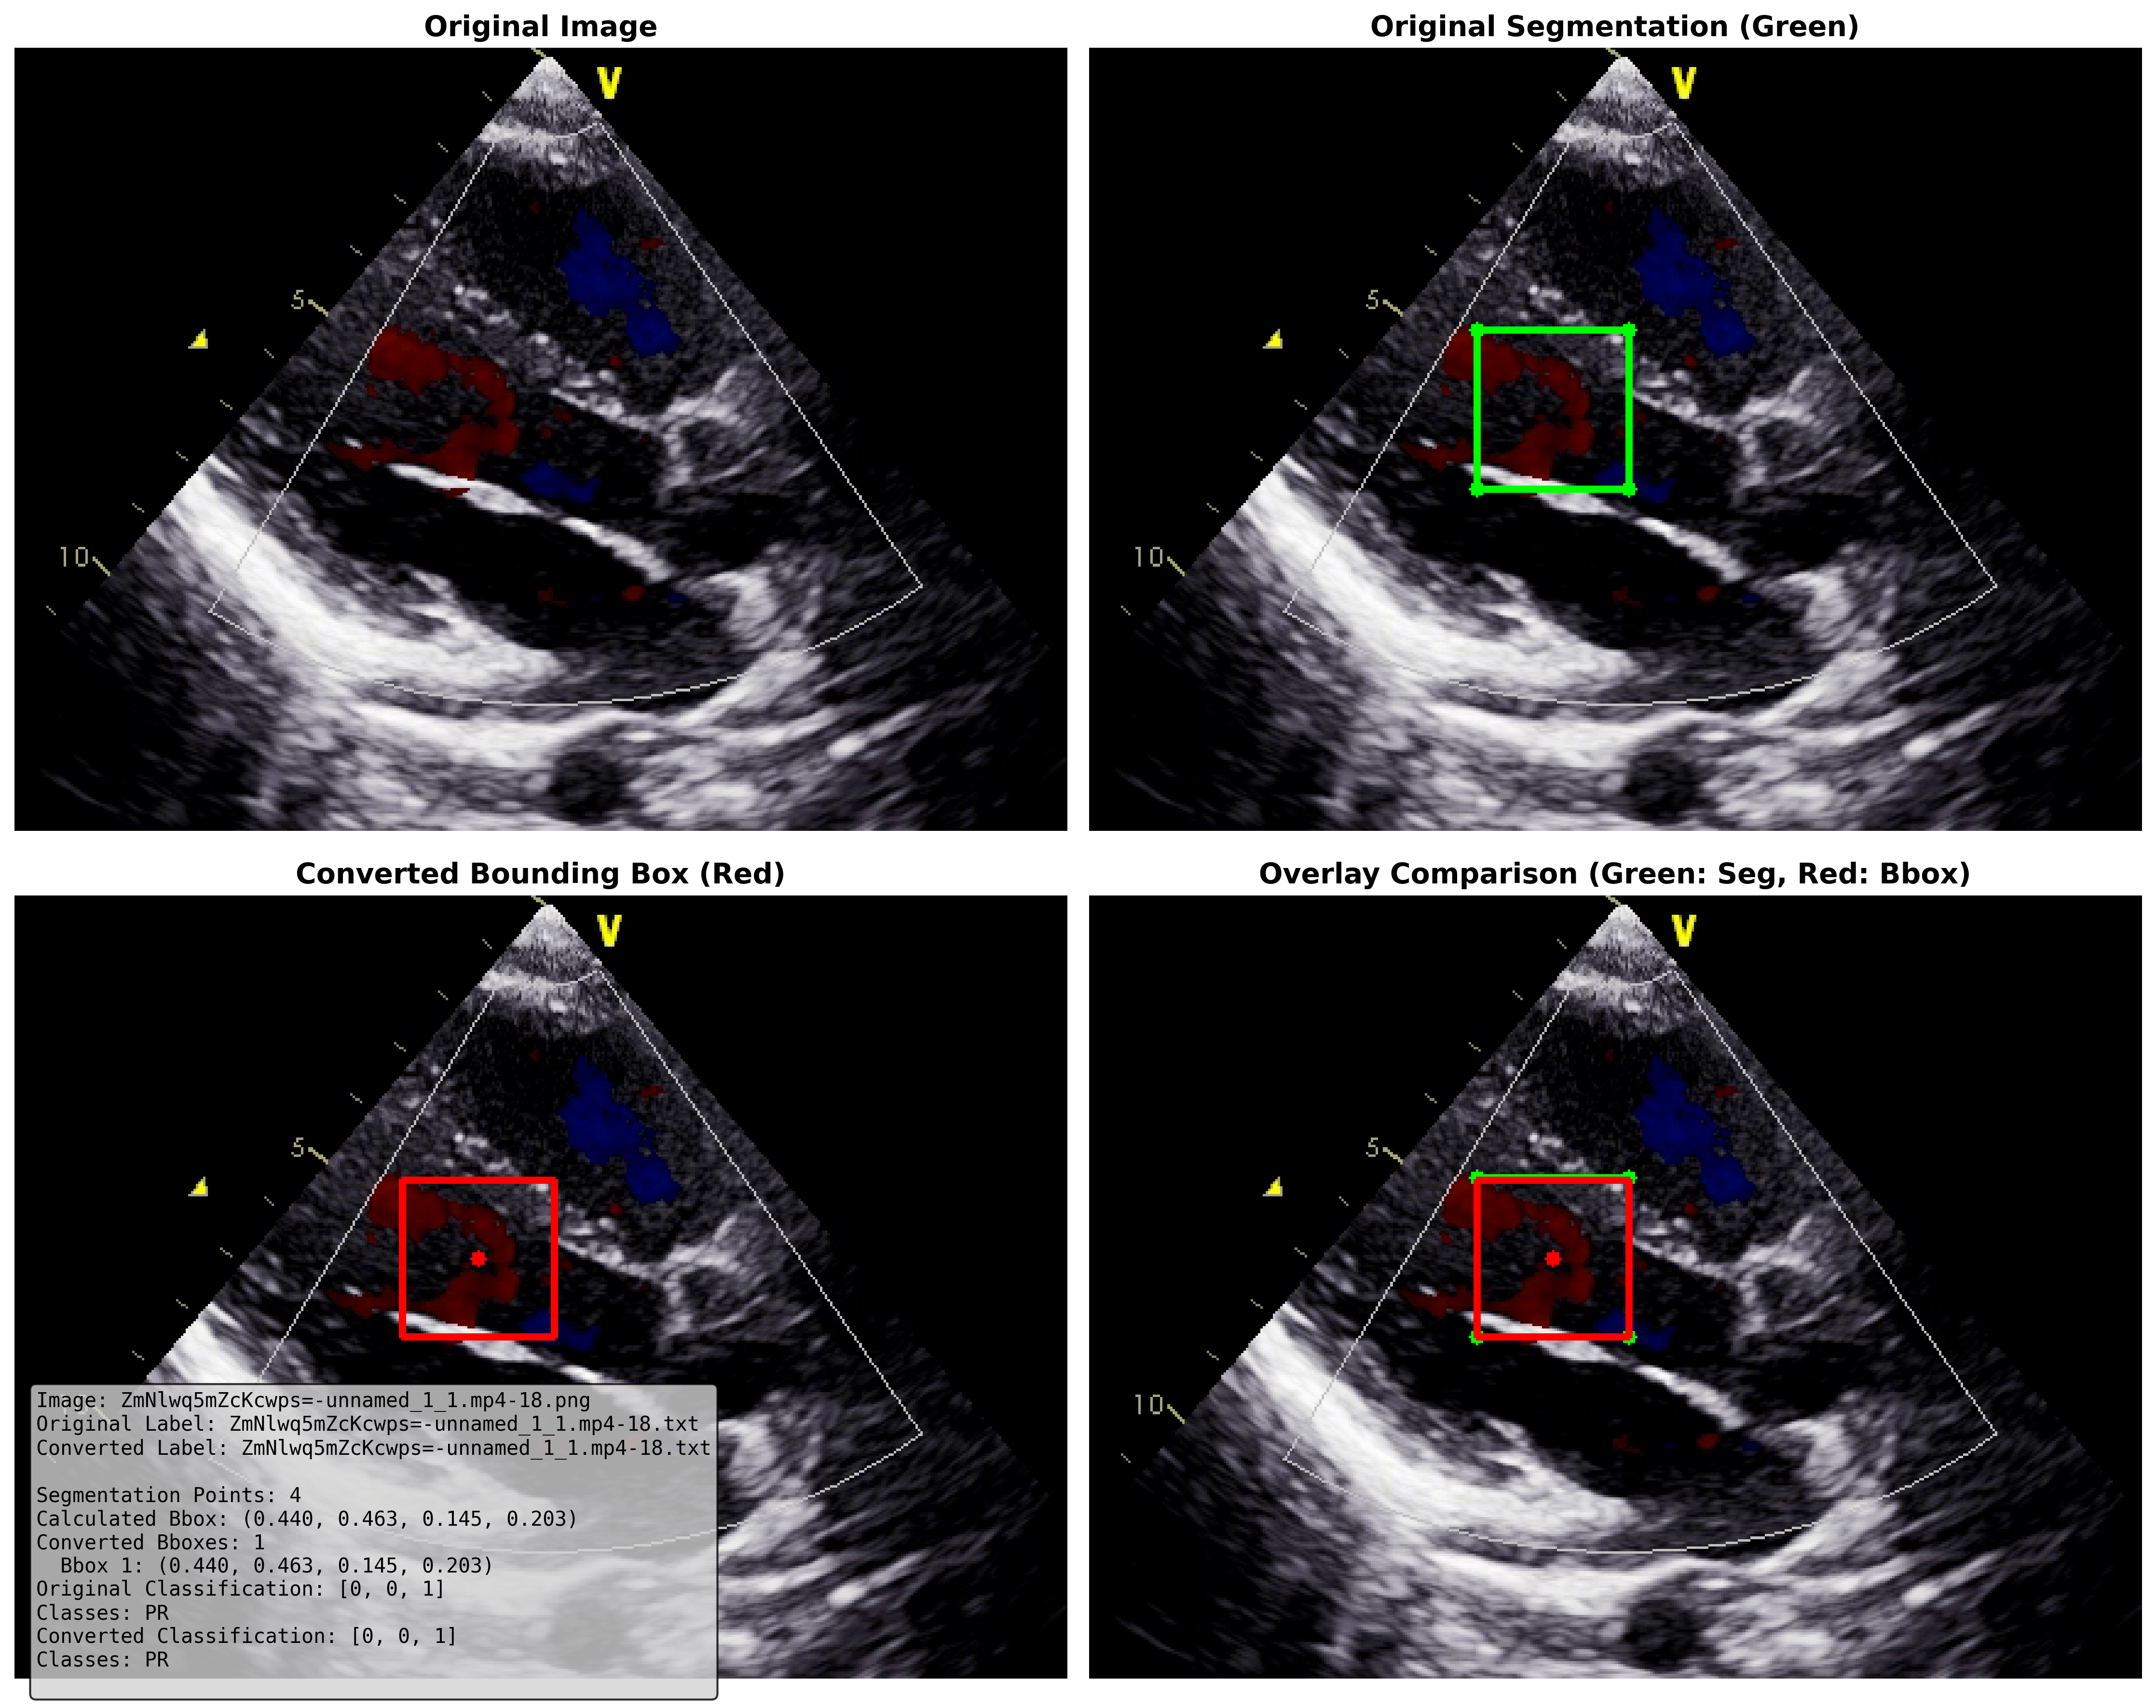 Original Image
Original Segmentation (Green)
V
5
10
V
5
10
Converted Bounding Box (Red)
Overlay Comparison (Green: Seg, Red: Bbox)
V
5
V
5
10
Image: ZmNlwq5mZcKcwps=-unnamed_1_1.mp4-18.png
Original Label: ZmNlwq5mZcKcwps=-unnamed_1_1.mp4-18.txt
Converted Label: ZmNlwq5mZcKcwps=-unnamed_1_1.mp4-18.txt
Segmentation Points: 4
Calculated Bbox: (0.440, 0.463, 0.145, 0.203)
Converted Bboxes: 1
Bbox 1: (0.440, 0.463, 0.145, 0.203)
Original Classification: [0, 0, 1]
Classes: PR
Converted Classification: [0, 0, 1]
Classes: PR